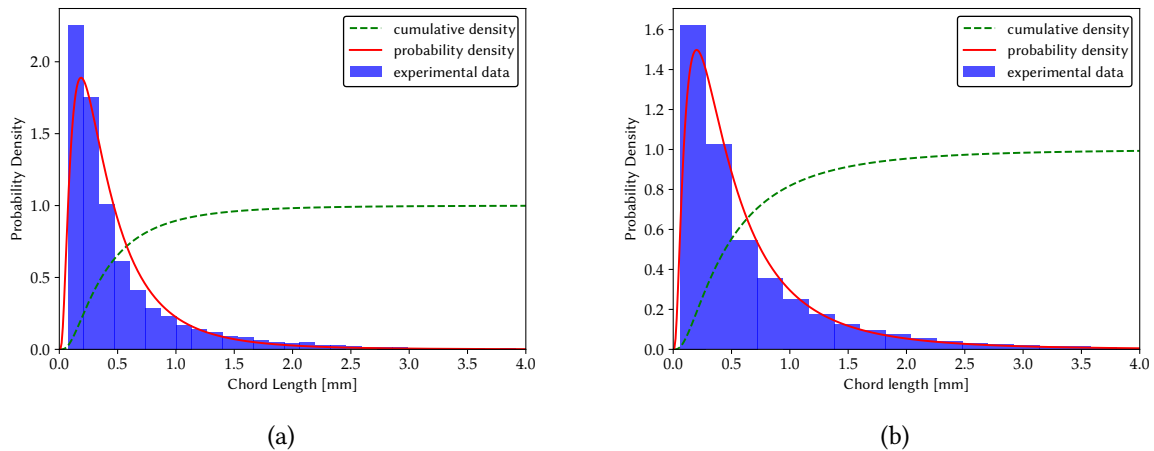 cumulative density
probability density
experimental data
Probability Density
2.0
1.5
1.0
0.5
0.0
0.0 0.5 1.0 1.5 2.0 2.5 3.0 3.5 4.0
Chord Length [mm]
(a)
cumulative density
probability density
experimental data
Probability Density
1.6
1.4
1.2
1.0
0.8
0.6
0.4
0.2
0.0
0.0 0.5 1.0 1.5 2.0 2.5 3.0 3.5 4.0
Chord length [mm]
(b)